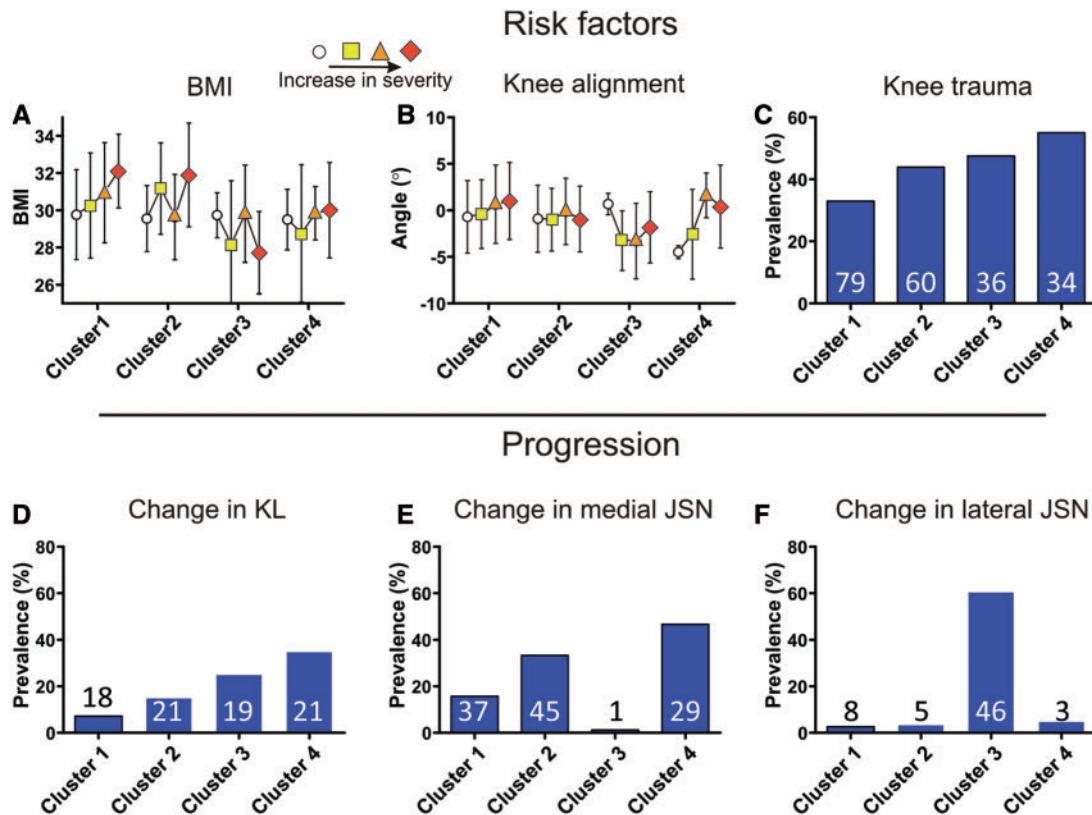 Risk factors
Increase in severity
BMI
Knee alignment
Knee trauma
A
B
C
34
32
30
28
26
BMI
Cluster1
Cluster2
Cluster3
Cluster4
10
5
0
-5
-10
Angle (°)
Cluster1
Cluster2
Cluster3
Cluster4
60
40
20
0
Prevalence (%)
79
60
36
34
Cluster 1
Cluster 2
Cluster 3
Cluster 4
Progression
D
Change in KL
E
Change in medial JSN
F
Change in lateral JSN
80
60
40
20
0
Prevalence (%)
18
21
19
21
Cluster 1
Cluster 2
Cluster 3
Cluster 4
80
60
40
20
0
Prevalence (%)
37
45
1
29
Cluster 1
Cluster 2
Cluster 3
Cluster 4
80
60
40
20
0
Prevalence (%)
8
5
46
3
Cluster 1
Cluster 2
Cluster 3
Cluster 4